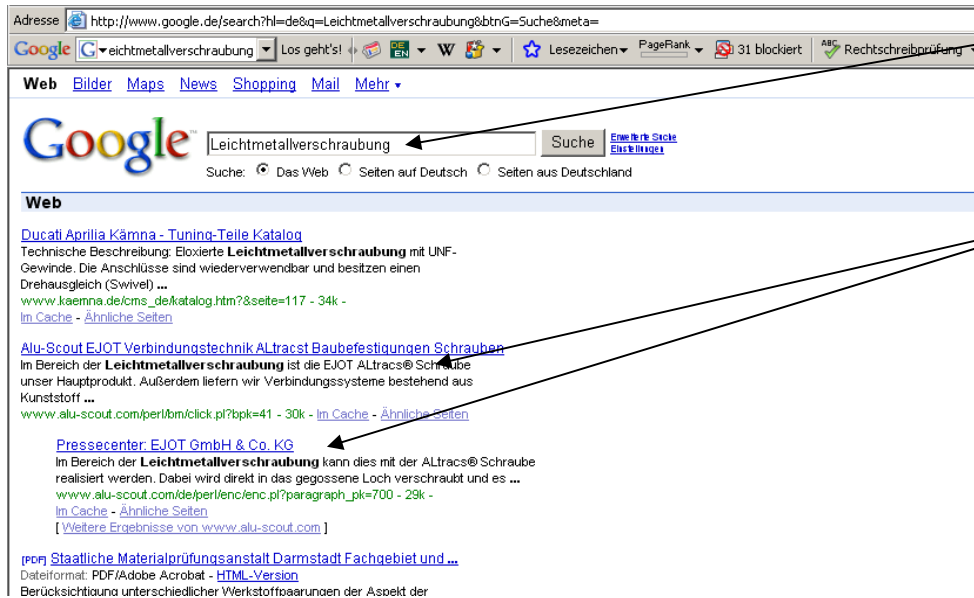 Adresse http://www.google.de/search?hl=de&q=Leichtmetallverschraubung&btnG=Suche&meta=
Google G eichtmetallverschraubung Los geht's! DE EN W Lesezeichen PageRank 31 blockiert ABC Rechtschreibprüfung
Web Bilder Maps News Shopping Mail Mehr
Google™ Leichtmetallverschraubung Suche Erweiterte Suche
Einstellungen
Suche: Das Web Seiten auf Deutsch Seiten aus Deutschland
Web
Ducati Aprilia Kämna - Tuning-Teile Katalog
Technische Beschreibung: Eloxierte Leichtmetallverschraubung mit UNF-
Gewinde. Die Anschlüsse sind wiederverwendbar und besitzen einen
Drehausgleich (Swivel) ...
www.kaemna.de/cms_de/katalog.htm?&seite=117 - 34k -
Im Cache - Ähnliche Seiten
Alu-Scout EJOT Verbindungstechnik ALtracst Baubefestigungen Schrauben
Im Bereich der Leichtmetallverschraubung ist die EJOT ALtracs® Schraube
unser Hauptprodukt. Außerdem liefern wir Verbindungssysteme bestehend aus
Kunststoff ...
www.alu-scout.com/perl/bm/click.pl?bpk=41 - 30k - Im Cache - Ähnliche Seiten
Pressecenter: EJOT GmbH & Co. KG
Im Bereich der Leichtmetallverschraubung kann dies mit der ALtracs® Schraube
realisiert werden. Dabei wird direkt in das gegossene Loch verschraubt und es ...
www.alu-scout.com/de/perl/enc/enc.pl?paragraph_pk=700 - 29k -
Im Cache - Ähnliche Seiten
[ Weitere Ergebnisse von www.alu-scout.com ]
[PDF] Staatliche Materialprüfungsanstalt Darmstadt Fachgebiet und ...
Dateiformat: PDF/Adobe Acrobat - HTML-Version
Berücksichtigung unterschiedlicher Werkstoffpaarungen der Aspekt der